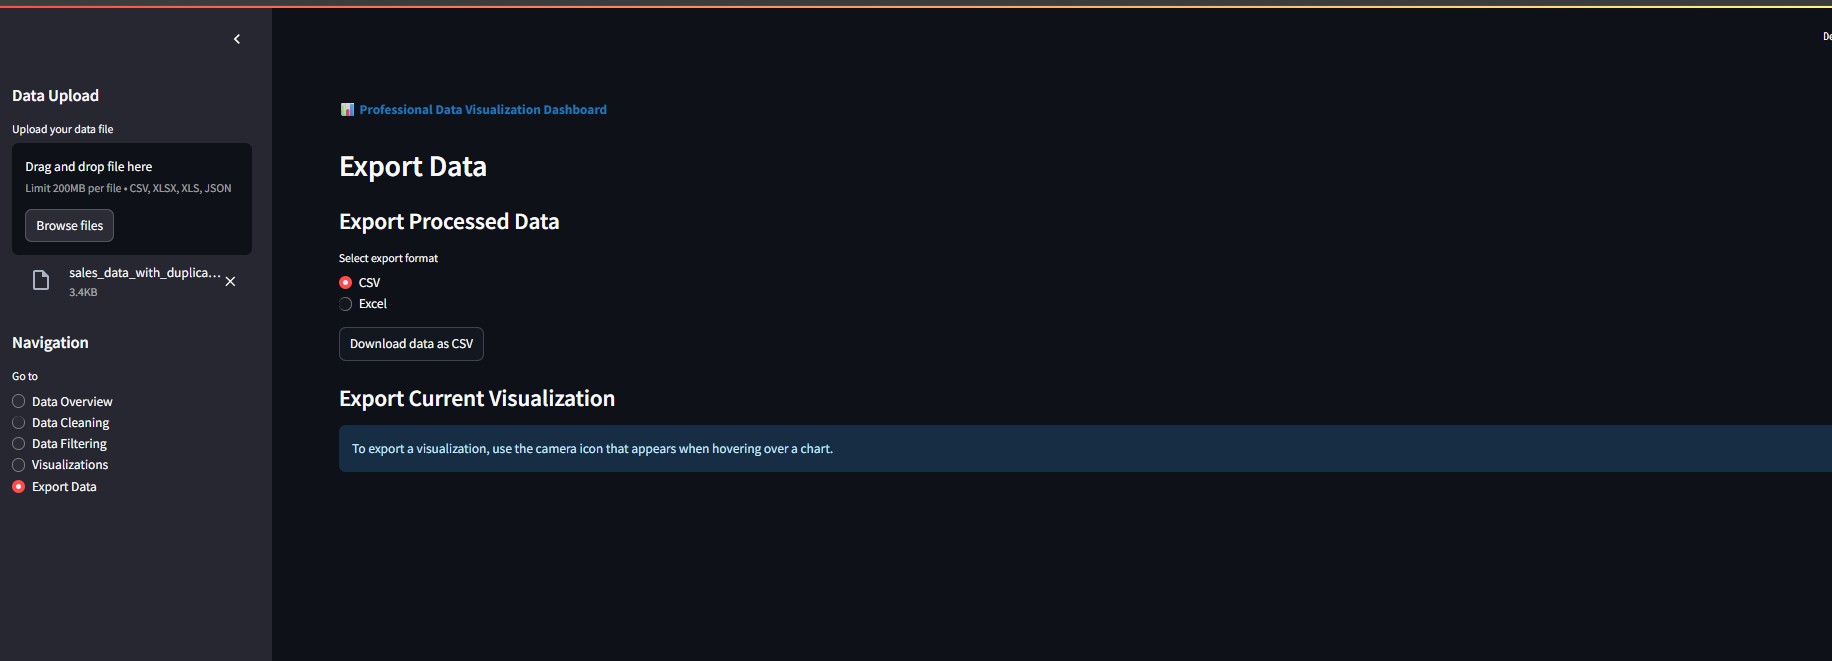 Data Upload
Upload your data file
Drag and drop file here
Limit 200MB per file • CSV, XLSX, XLS, JSON
Browse files
sales_data_with_duplica...
3.4KB
Navigation
Go to
Data Overview
Data Cleaning
Data Filtering
Visualizations
Export Data
De
Professional Data Visualization Dashboard
Export Data
Export Processed Data
Select export format
CSV
Excel
Download data as CSV
Export Current Visualization
To export a visualization, use the camera icon that appears when hovering over a chart.